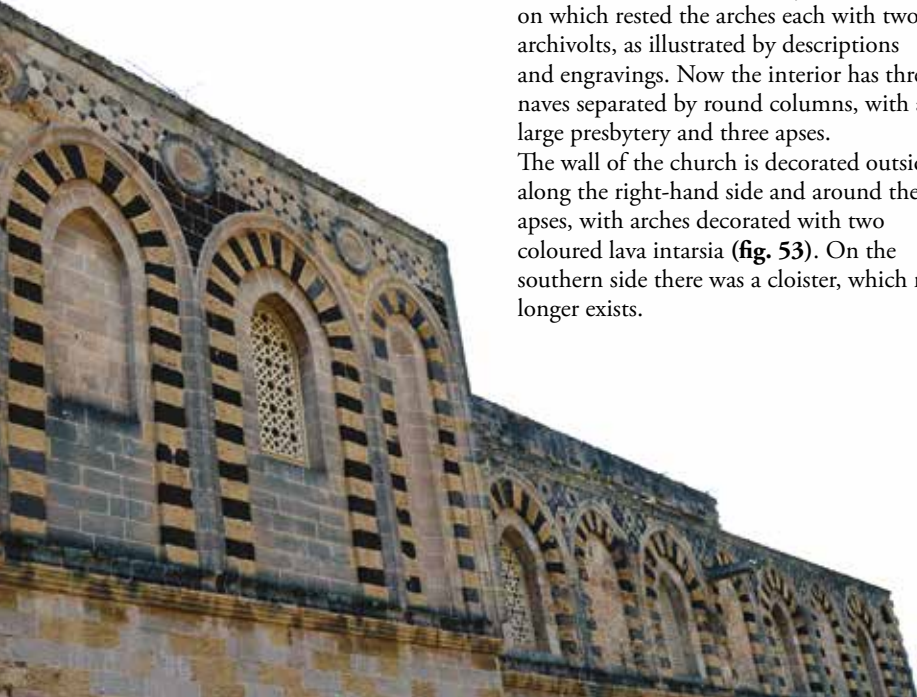 on which rested the arches each with two
archivolts, as illustrated by descriptions
and engravings. Now the interior has
naves separated by round columns, with
large presbytery and three apses.
The wall of the church is decorated
along the right-hand side and around the
apses, with arches decorated with two
coloured lava intarsia (fig. 53). On the
southern side there was a cloister, which
longer exists.